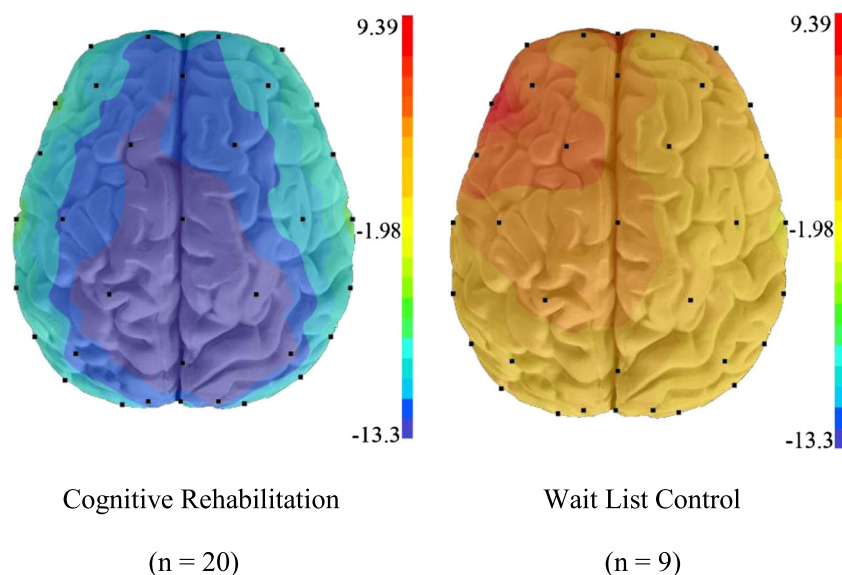 9.39
-1.98
-13.3
9.39
-1.98
-13.3
Cognitive Rehabilitation
(n = 20)
Wait List Control
(n = 9)